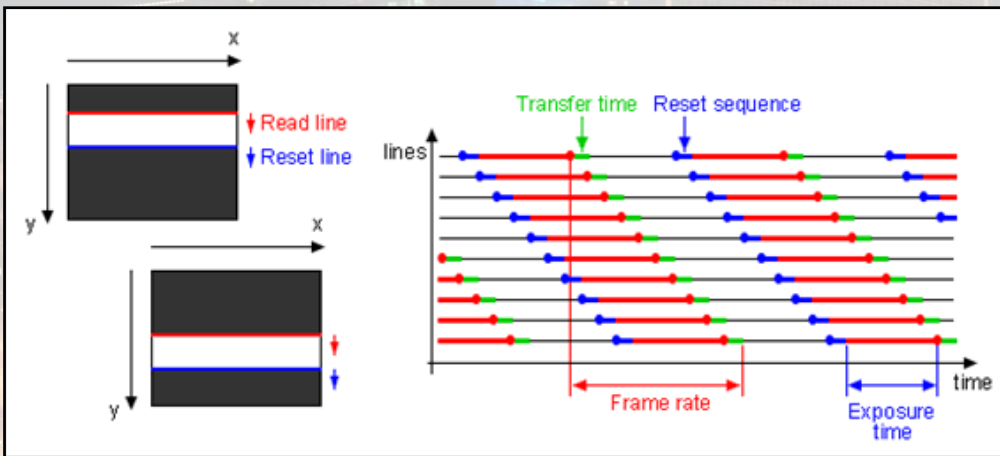 x
Read line
Reset line
y
x
y
Transfer time
Reset sequence
lines
time
Frame rate
Exposure
time